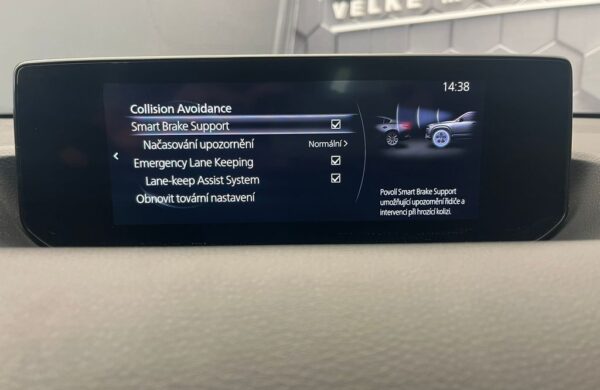 VELKE
14:38
Collision Avoidance
Smart Brake Support
Načasování upozornění Normální
Emergency Lane Keeping
Lane-keep Assist System
Obnovit tovární nastavení
Povolí Smart Brake Support
umožňující upozornění řidiče a
intervenci při hrozící kolizi.